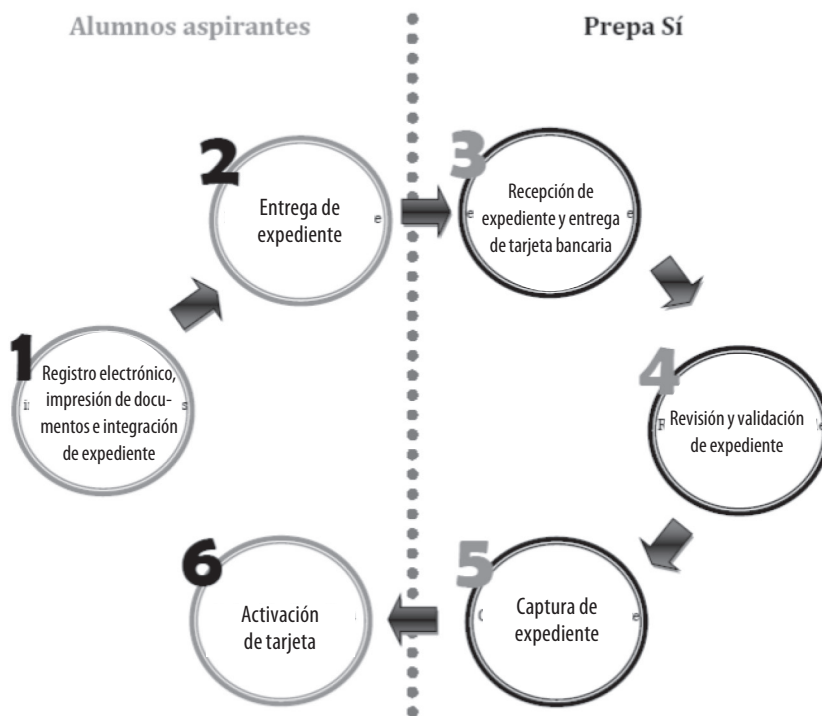 Alumnos aspirantes
Prepa Sí
1
Registro electrónico,
impresión de docu-
mentos e integración
de expediente
2
Entrega de
expediente
3
Recepción de
expediente y entrega
de tarjeta bancaria
4
Revisión y validación
de expediente
5
Captura de
expediente
6
Activación
de tarjeta